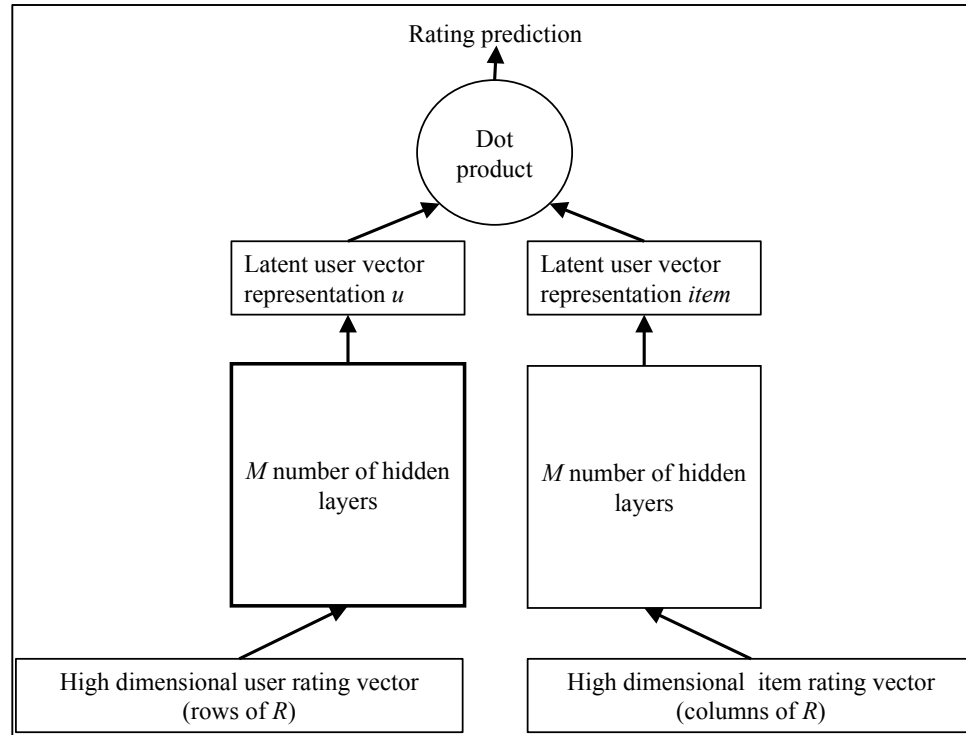 Rating prediction
Dot
product
Latent user vector
representation u
Latent user vector
representation item
M number of hidden
layers
M number of hidden
layers
High dimensional user rating vector
(rows of R)
High dimensional item rating vector
(columns of R)